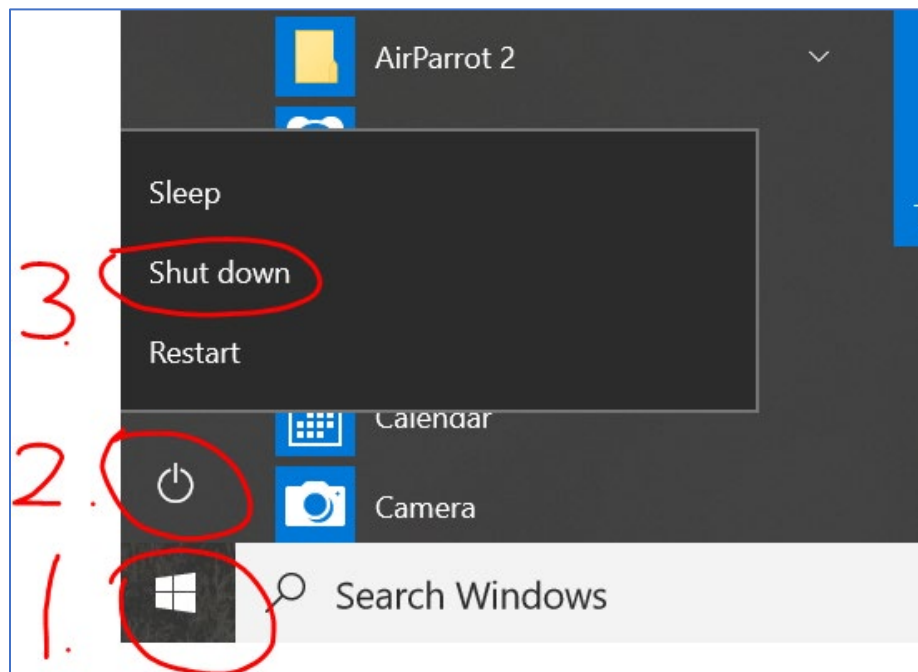 AirParrot 2
Sleep
3. Shut down
Restart
Calendar
2.
Camera
1. Search Windows